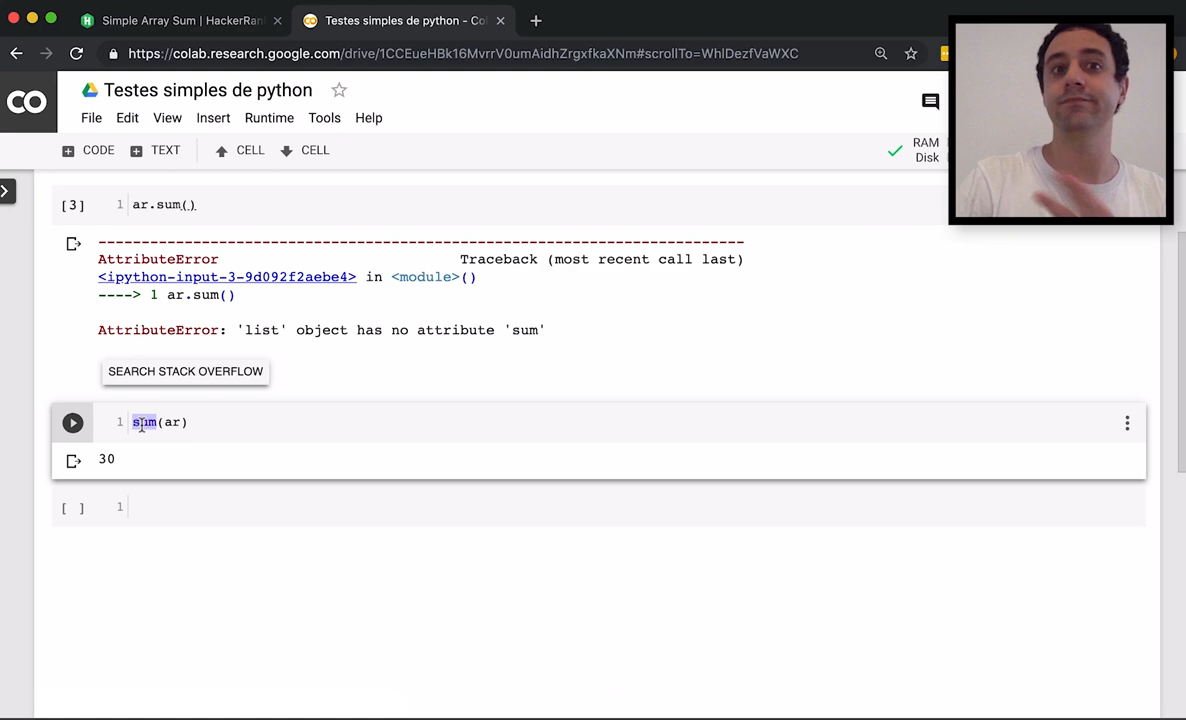 Simple Array Sum | HackerRan
Testes simples de python - Co
https://colab.research.google.com/drive/1CCEueHBk16MvrrV0umAidhZrgxfkaXNm#scrollTo=WhlDezfVaWXC
CO
Testes simples de python
File Edit View Insert Runtime Tools Help
CODE TEXT CELL CELL
RAM
Disk
[3] 1 ar.sum()
---------------------------------------------------------------------------
AttributeError Traceback (most recent call last)
<ipython-input-3-9d092f2aebe4> in <module>()
----> 1 ar.sum()
AttributeError: 'list' object has no attribute 'sum'
SEARCH STACK OVERFLOW
1 sum(ar)
30
[ ] 1